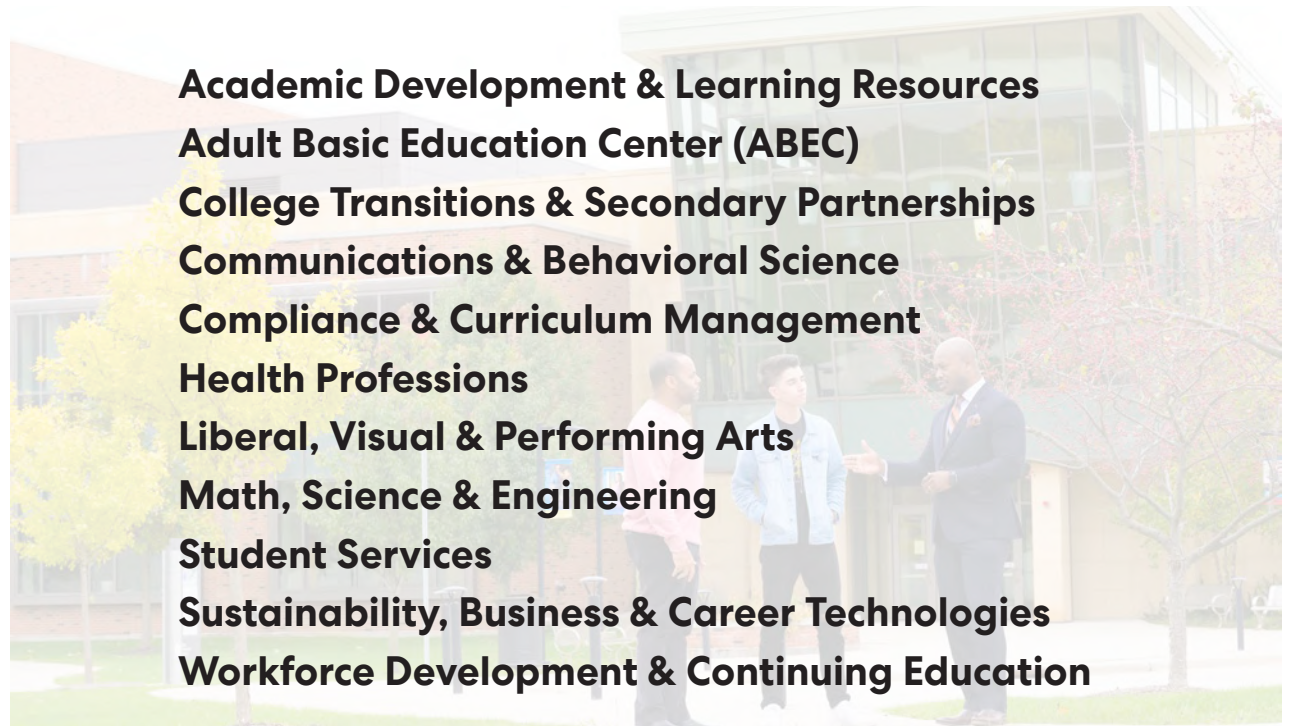 Academic Development & Learning Resources
Adult Basic Education Center (ABEC)
College Transitions & Secondary Partnerships
Communications & Behavioral Science
Compliance & Curriculum Management
Health Professions
Liberal, Visual & Performing Arts
Math, Science & Engineering
Student Services
Sustainability, Business & Career Technologies
Workforce Development & Continuing Education